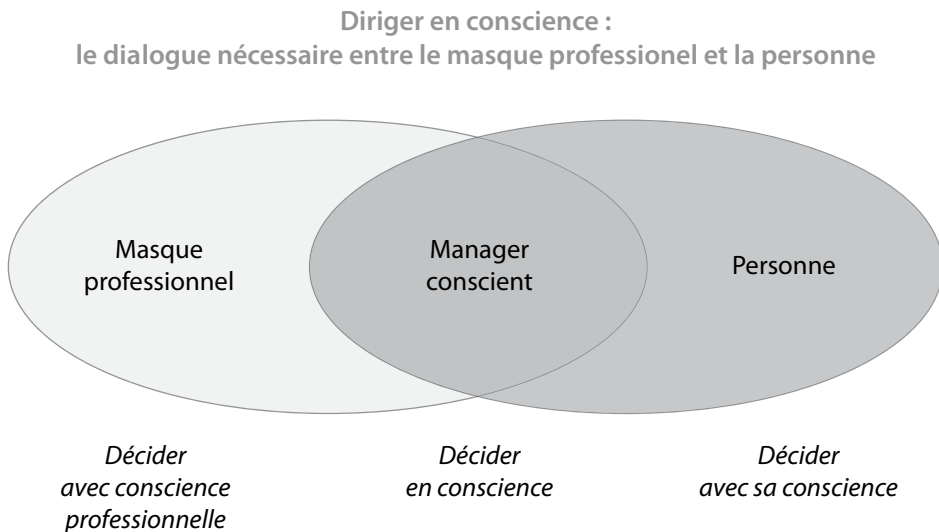 Diriger en conscience :
le dialogue nécessaire entre le masque professionel et la personne
Masque
professionnel
Manager
conscient
Personne
Décider
avec conscience
professionnelle
Décider
en conscience
Décider
avec sa conscience